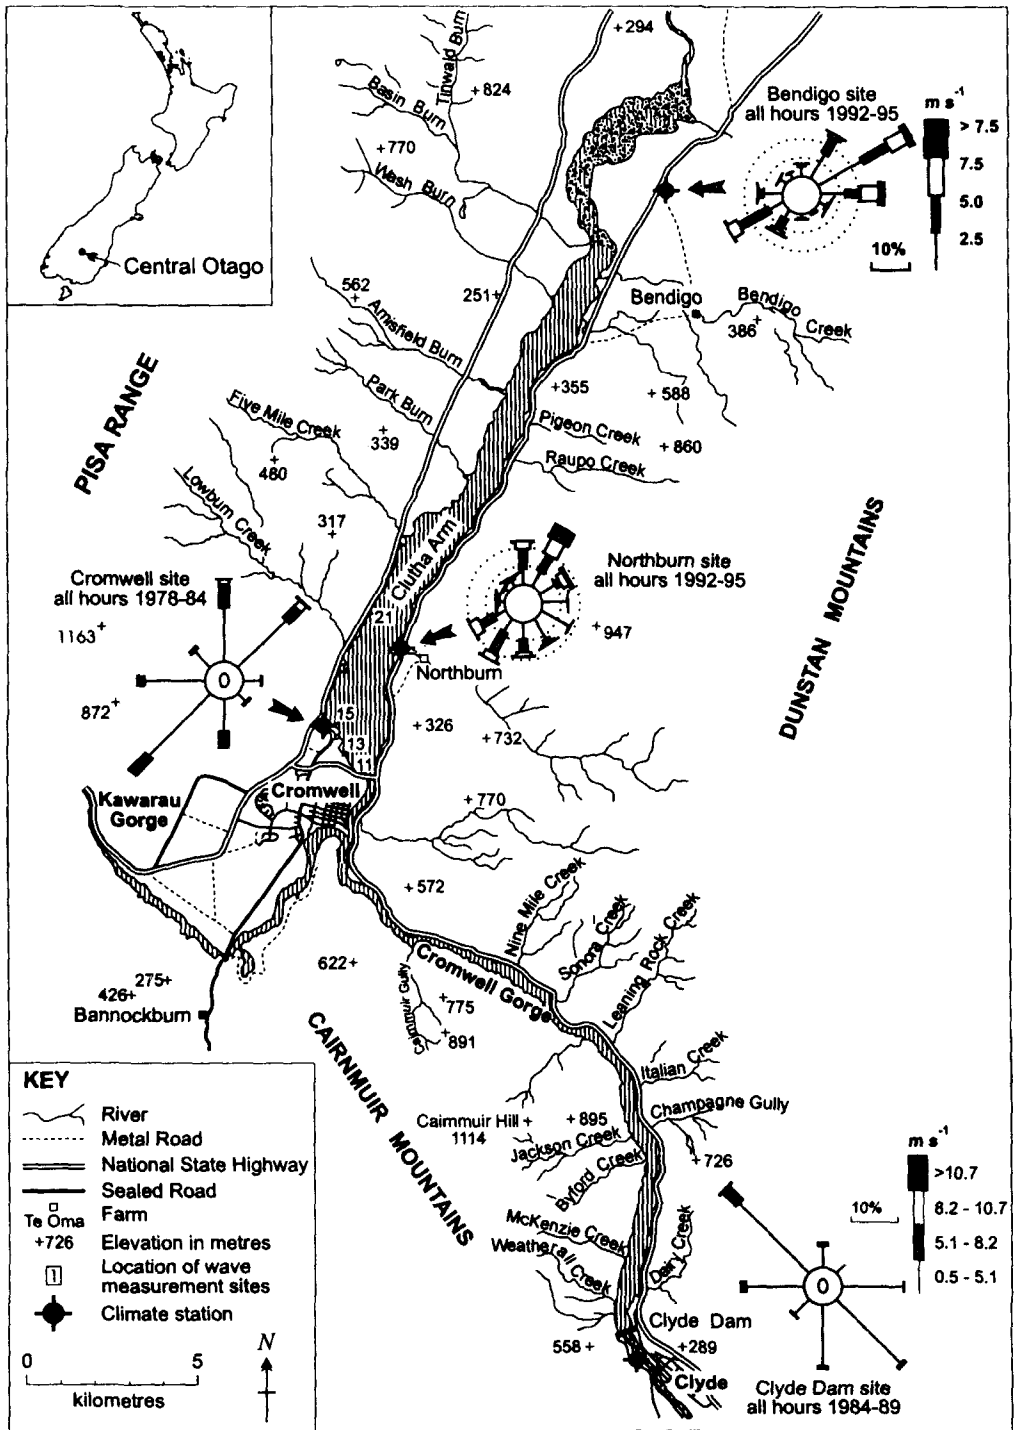 +294
Tinwald Burn
+824
Basin Burn
+770
Wash Burn
Central Otago
Bendigo site
all hours 1992-95
m s⁻¹
> 7.5
7.5
5.0
2.5
10%
562
+
251+
Amisfield Burn
Bendigo
Bendigo
Creek
386
+
PISA RANGE
Park Burn
+355
+588
Five Mile Creek
339
+
Pigeon Creek
+860
480
+
Raupo Creek
Lowburn Creek
317
+
Clutha Arm
DUNSTAN MOUNTAINS
Northburn site
all hours 1992-95
Cromwell site
all hours 1978-84
1163+
21
+947
Northburn
0
872+
15
+326
+732
13
11
Cromwell
Kawarau
Gorge
+770
+572
Nine Mile Creek
Sonora Creek
Leaning Rock Creek
622+
Cromwell Gorge
275+
426+
Bannockburn
Cairnmuir Gully
+775
+891
CAIRNMUIR MOUNTAINS
Italian Creek
Champagne Gully
Cairnmuir Hill +
1114
+895
Jackson Creek
+726
Byford Creek
McKenzie Creek
Weatherall Creek
Dairy Creek
m s⁻¹
>10.7
8.2 - 10.7
5.1 - 8.2
0.5 - 5.1
10%
0
Clyde Dam
558 +
+289
Clyde
Clyde Dam site
all hours 1984-89
KEY
River
Metal Road
National State Highway
Sealed Road
Te Oma
Farm
+726
Elevation in metres
1
Location of wave
measurement sites
Climate station
N
0
5
kilometres